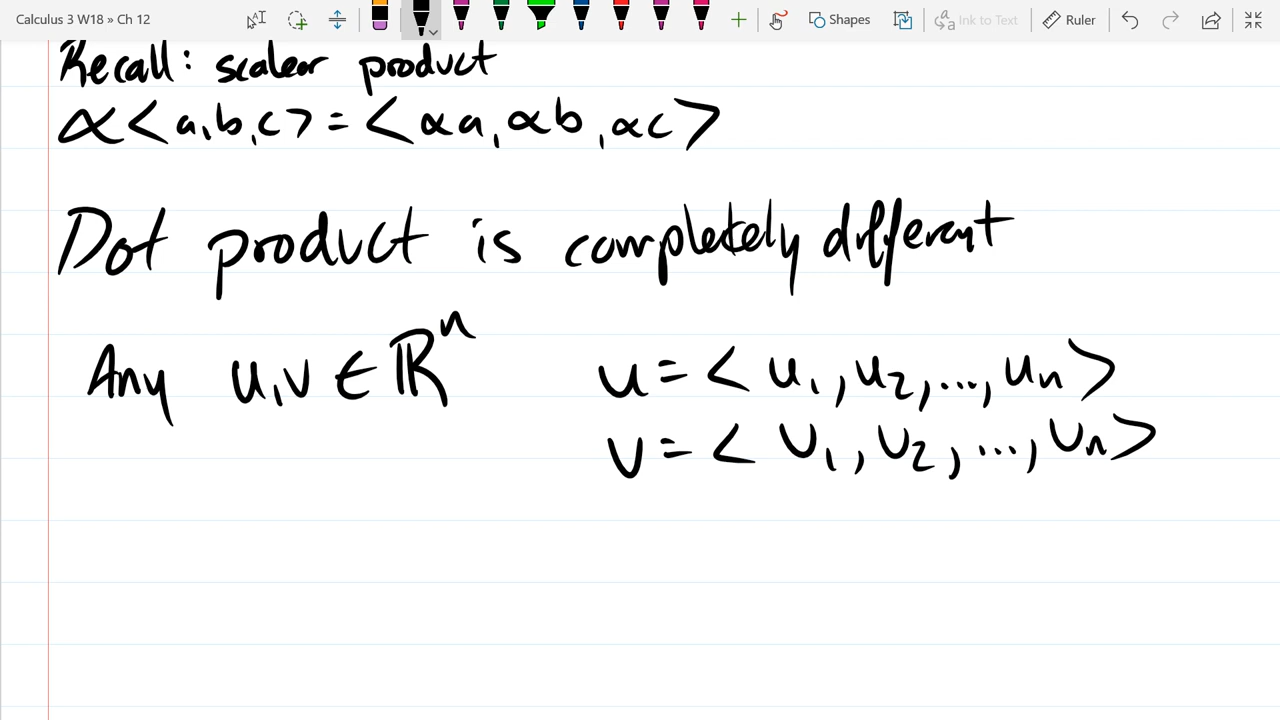 Calculus 3 W18 » Ch 12
Shapes
Ink to Text
Ruler
Recall: scalar product
α<a,b,c> = <αa, αb, αc>
Dot product is completely different
Any u,v ∈ ℝⁿ
u = <u₁, u₂, ..., uₙ>
v = <v₁, v₂, ..., vₙ>